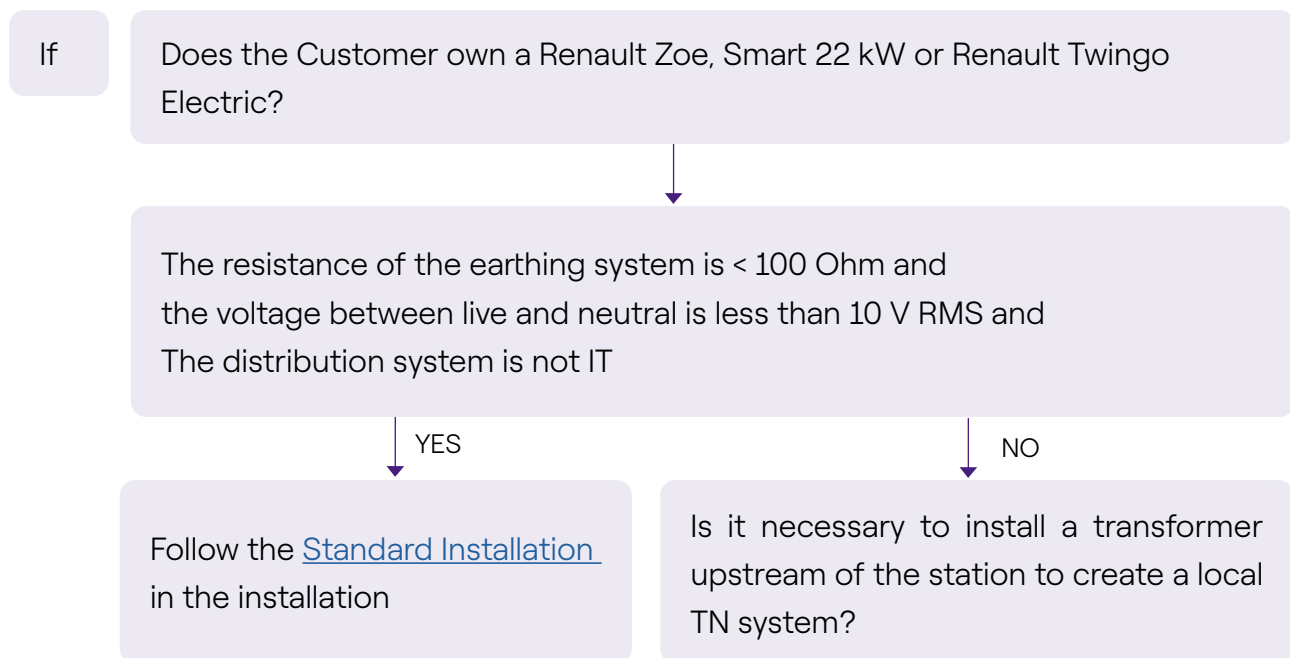 If
Does the Customer own a Renault Zoe, Smart 22 kW or Renault Twingo
Electric?
The resistance of the earthing system is < 100 Ohm and
the voltage between live and neutral is less than 10 V RMS and
The distribution system is not IT
YES
NO
Follow the Standard Installation
in the installation
Is it necessary to install a transformer
upstream of the station to create a local
TN system?